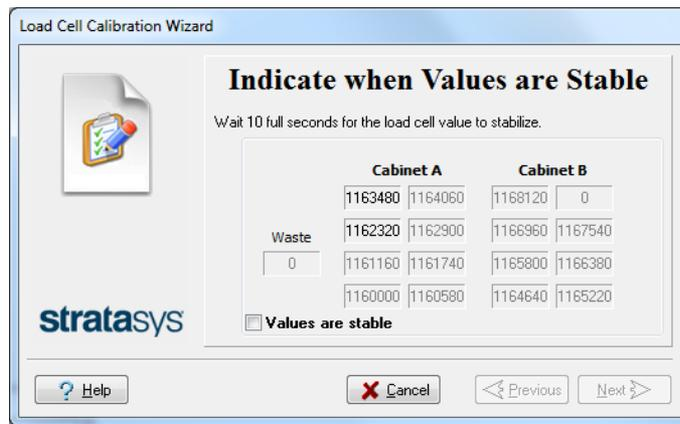 Load Cell Calibration Wizard
Indicate when Values are Stable
Wait 10 full seconds for the load cell value to stabilize.
Cabinet A Cabinet B
1163480 1164060 1168120 0
Waste
1162320 1162900 1166960 1167540
0
1161160 1161740 1165800 1166380
1160000 1160580 1164640 1165220
stratasys
Values are stable
? Help
Cancel
Previous
Next